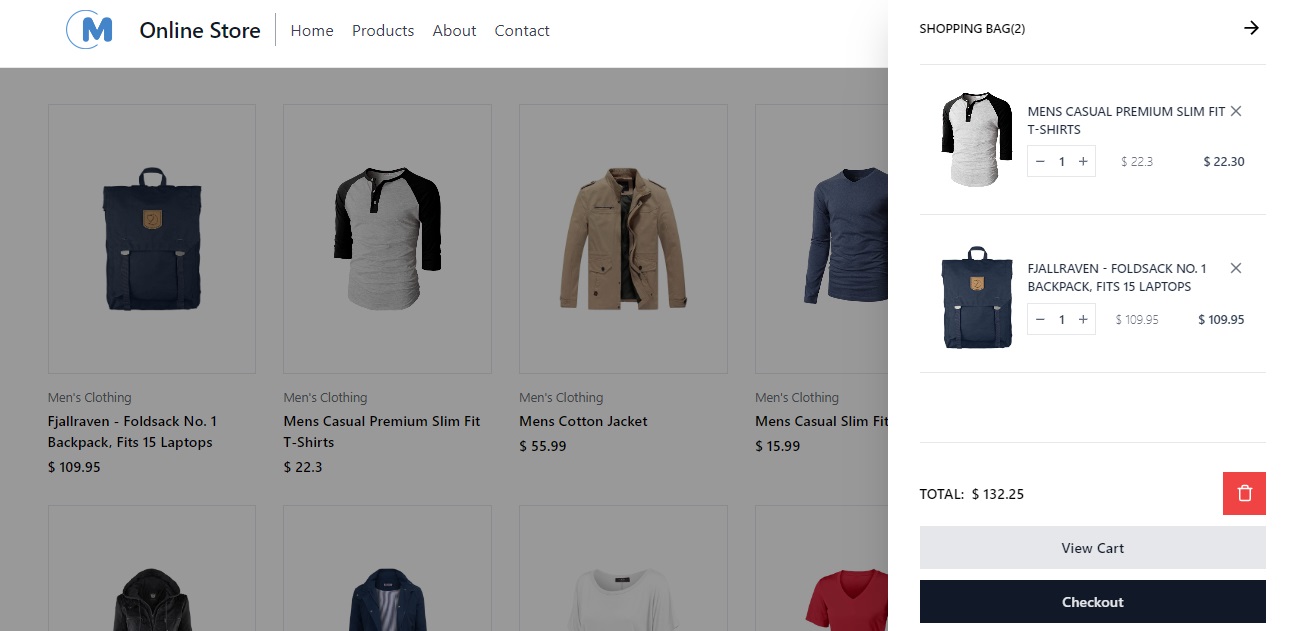 M Online Store Home Products About Contact
Men's Clothing
Fjallraven - Foldsack No. 1
Backpack, Fits 15 Laptops
$ 109.95
Men's Clothing
Mens Casual Premium Slim Fit
T-Shirts
$ 22.3
Men's Clothing
Mens Cotton Jacket
$ 55.99
Men's Clothing
Mens Casual Slim Fit
$ 15.99
SHOPPING BAG(2)
MENS CASUAL PREMIUM SLIM FIT
T-SHIRTS
− 1 + $ 22.3 $ 22.30
FJALLRAVEN - FOLDSACK NO. 1
BACKPACK, FITS 15 LAPTOPS
− 1 + $ 109.95 $ 109.95
TOTAL: $ 132.25
View Cart
Checkout